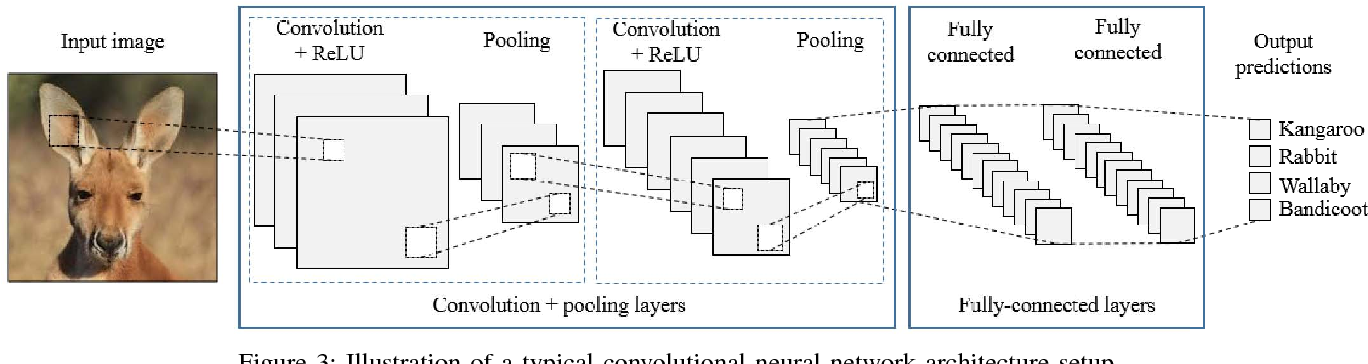 Input image
Convolution
+ ReLU
Pooling
Convolution
+ ReLU
Pooling
Fully
connected
Fully
connected
Output
predictions
Kangaroo
Rabbit
Wallaby
Bandicoot
Convolution + pooling layers
Fully-connected layers
Figure 3: Illustration of a typical convolutional neural network architecture setup